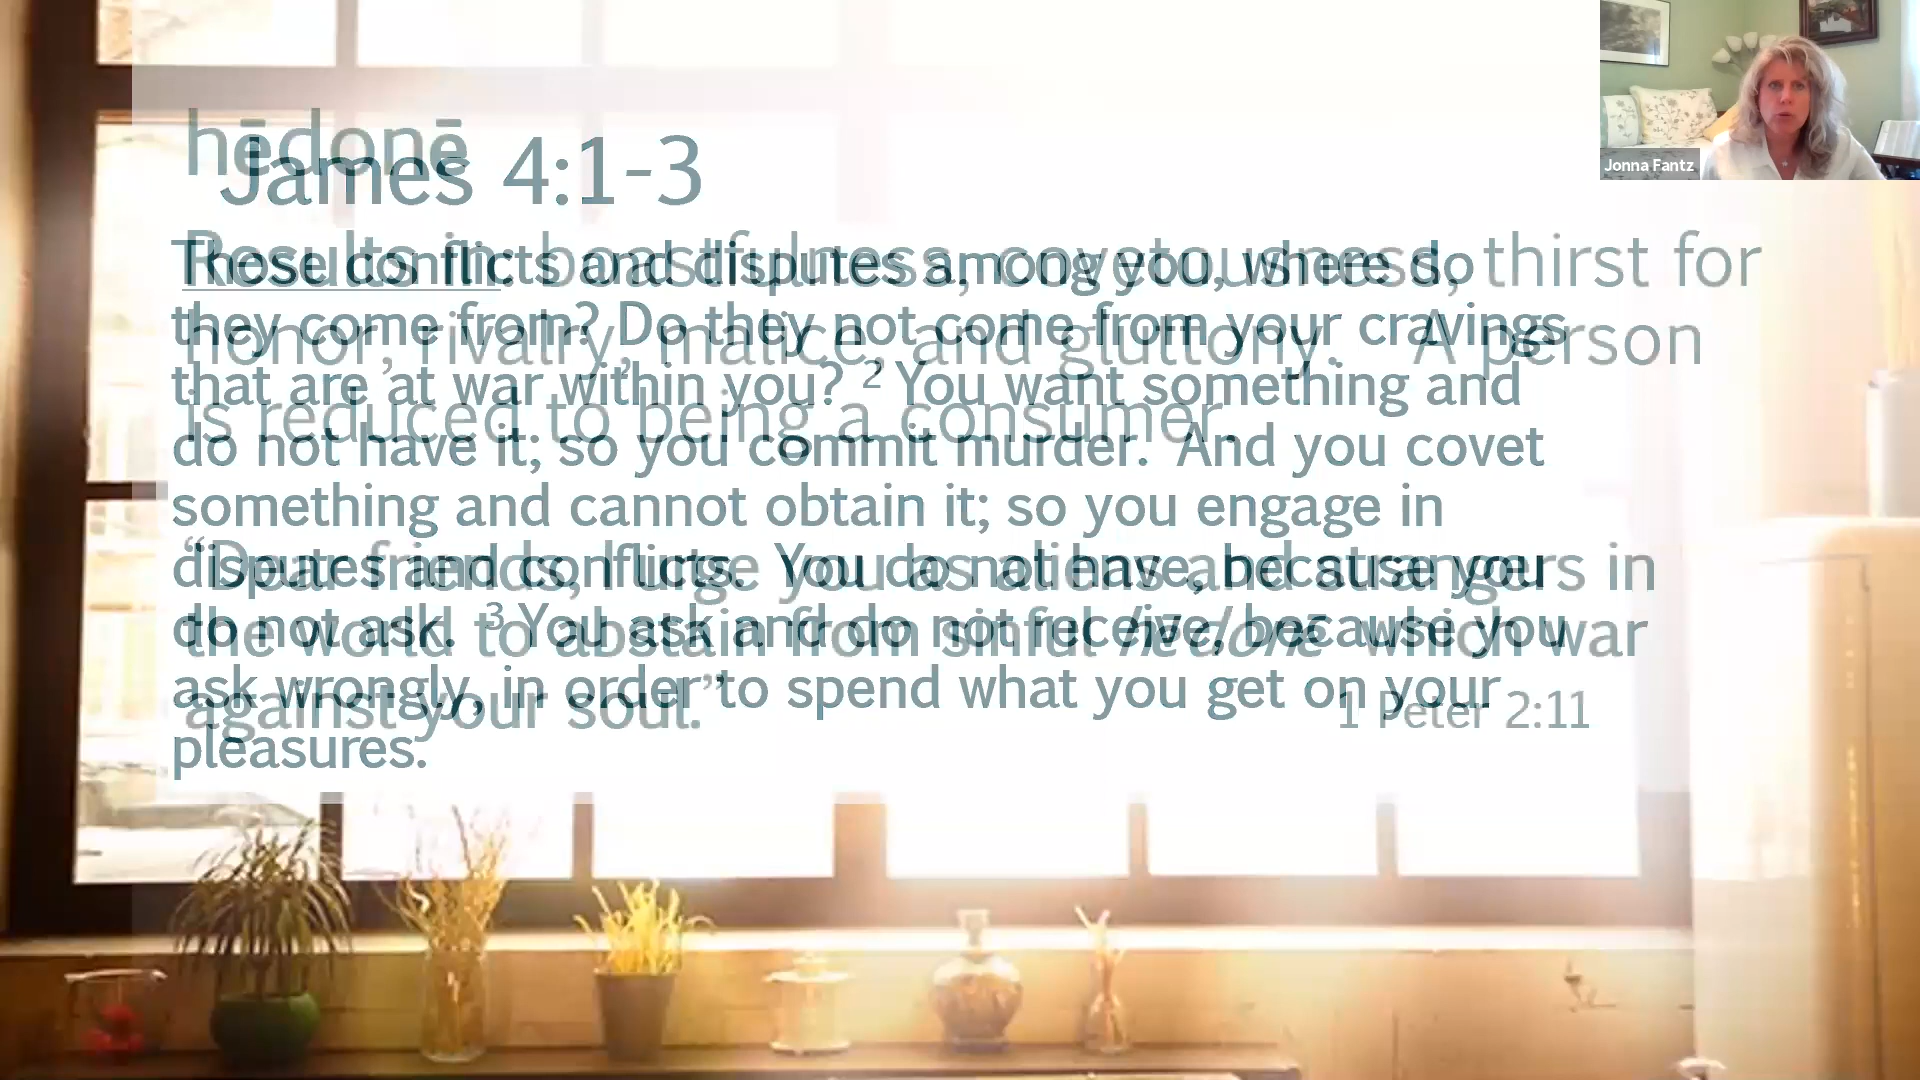 hēdonē
Results in: boastfulness, covetousness, thirst for
honor, rivalry, malice, and gluttony. A person
is reduced to being a consumer.
“Dear friends, I urge you as aliens and strangers in
the world to abstain from sinful hēdonē which war
against your soul.” 1 Peter 2:11
James 4:1-3
Those conflicts and disputes among you, where do
they come from? Do they not come from your cravings
that are at war within you? 2 You want something and
do not have it; so you commit murder. And you covet
something and cannot obtain it; so you engage in
disputes and conflicts. You do not have, because you
do not ask. 3 You ask and do not receive, because you
ask wrongly, in order to spend what you get on your
pleasures.
Jonna Fantz